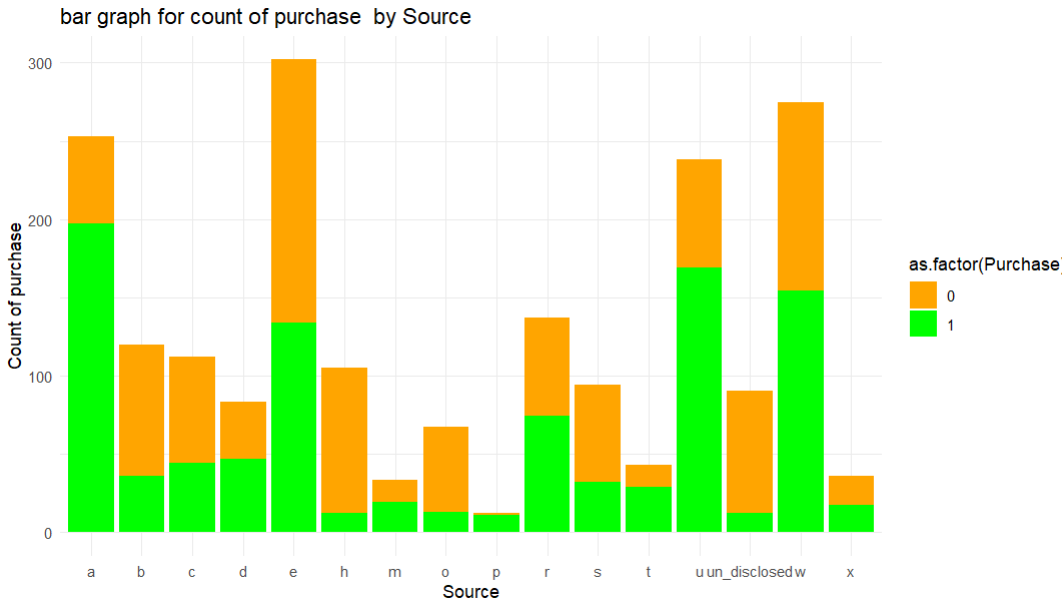 bar graph for count of purchase  by Source
300
200
100
0
Count of purchase
a b c d e h m o p r s t u un_disclosed w x
Source
as.factor(Purchase)
0
1